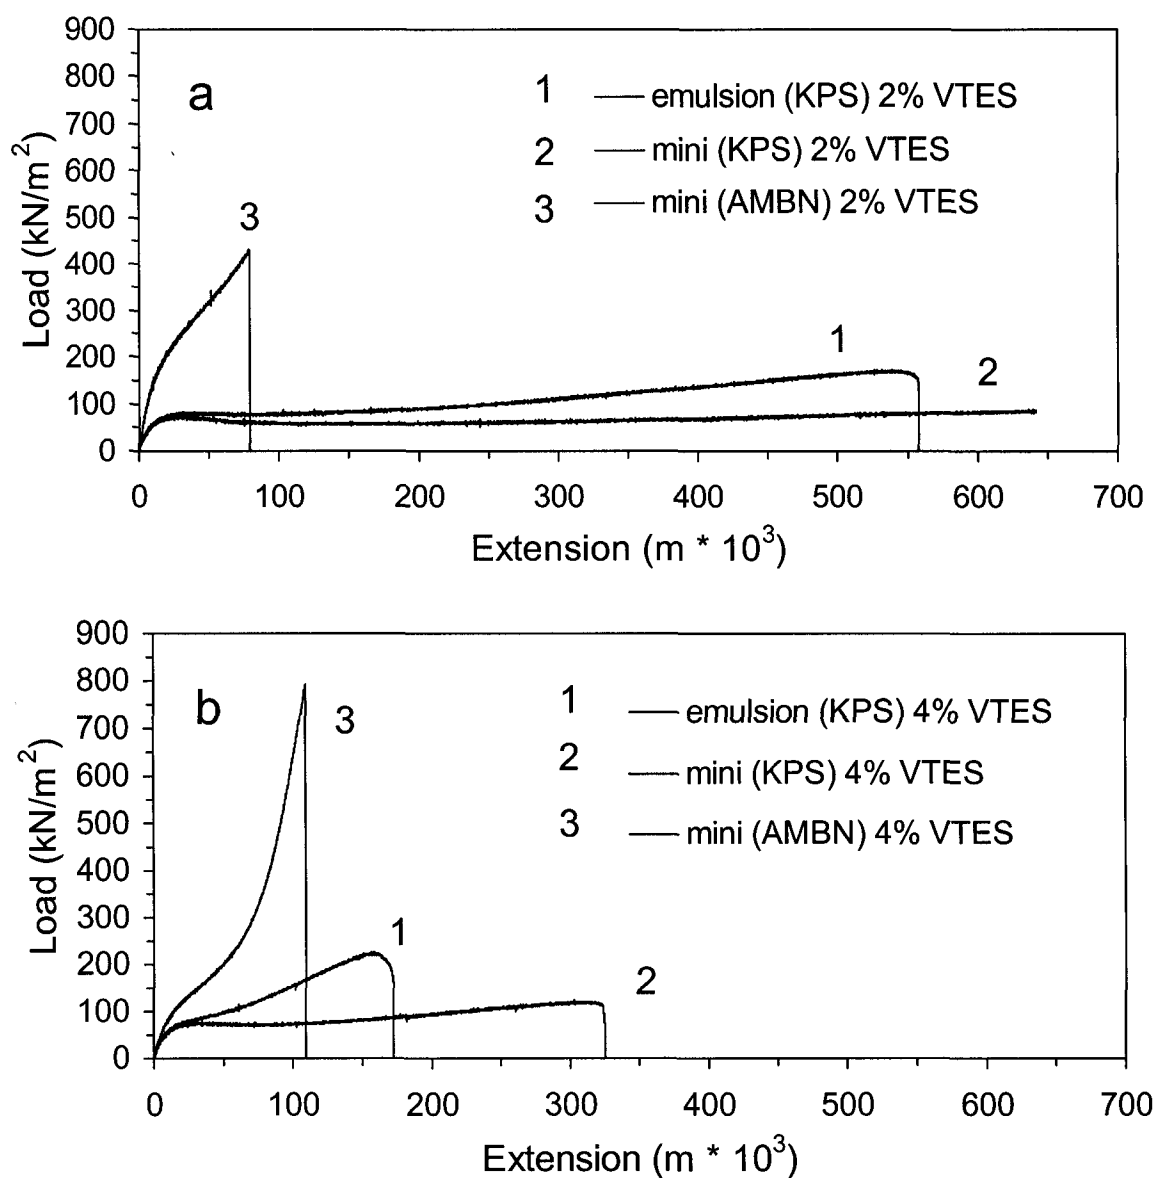 900
800
700
600
500
400
300
200
100
0
Load (kN/m²)
a
1 emulsion (KPS) 2% VTES
2 mini (KPS) 2% VTES
3 mini (AMBN) 2% VTES
3
1
2
0 100 200 300 400 500 600 700
Extension (m * 10³)
900
800
700
600
500
400
300
200
100
0
Load (kN/m²)
b
1 emulsion (KPS) 4% VTES
2 mini (KPS) 4% VTES
3 mini (AMBN) 4% VTES
3
1
2
0 100 200 300 400 500 600 700
Extension (m * 10³)